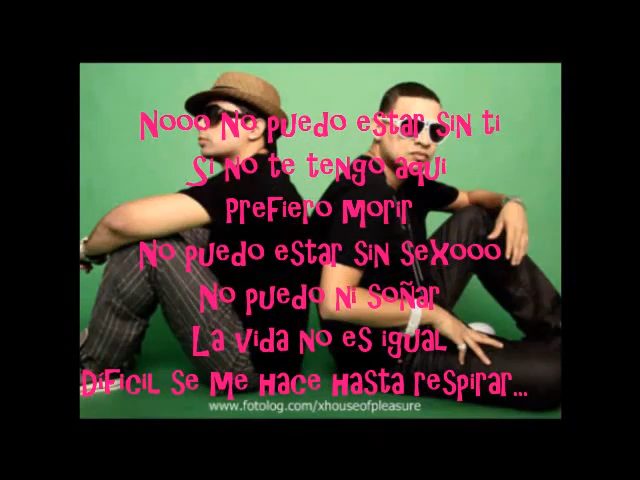 Nooo No puedo estar sin ti
Si no te tengo aqui
Prefiero Morir
No puedo estar sin sexooo
No puedo ni soñar
La vida no es igual
Dificil se me hace hasta respirar...
www.fotolog.com/xhouseofpleasure